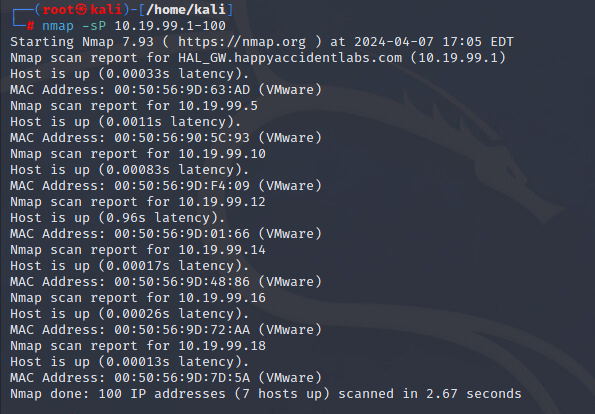 ┌──(root㉿kali)-[/home/kali]
└─# nmap -sP 10.19.99.1-100
Starting Nmap 7.93 ( https://nmap.org ) at 2024-04-07 17:05 EDT
Nmap scan report for HAL_GW.happyaccidentlabs.com (10.19.99.1)
Host is up (0.00033s latency).
MAC Address: 00:50:56:9D:63:AD (VMware)
Nmap scan report for 10.19.99.5
Host is up (0.0011s latency).
MAC Address: 00:50:56:90:5C:93 (VMware)
Nmap scan report for 10.19.99.10
Host is up (0.00083s latency).
MAC Address: 00:50:56:9D:F4:09 (VMware)
Nmap scan report for 10.19.99.12
Host is up (0.96s latency).
MAC Address: 00:50:56:9D:01:66 (VMware)
Nmap scan report for 10.19.99.14
Host is up (0.00017s latency).
MAC Address: 00:50:56:9D:48:86 (VMware)
Nmap scan report for 10.19.99.16
Host is up (0.00026s latency).
MAC Address: 00:50:56:9D:72:AA (VMware)
Nmap scan report for 10.19.99.18
Host is up (0.00013s latency).
MAC Address: 00:50:56:9D:7D:5A (VMware)
Nmap done: 100 IP addresses (7 hosts up) scanned in 2.67 seconds